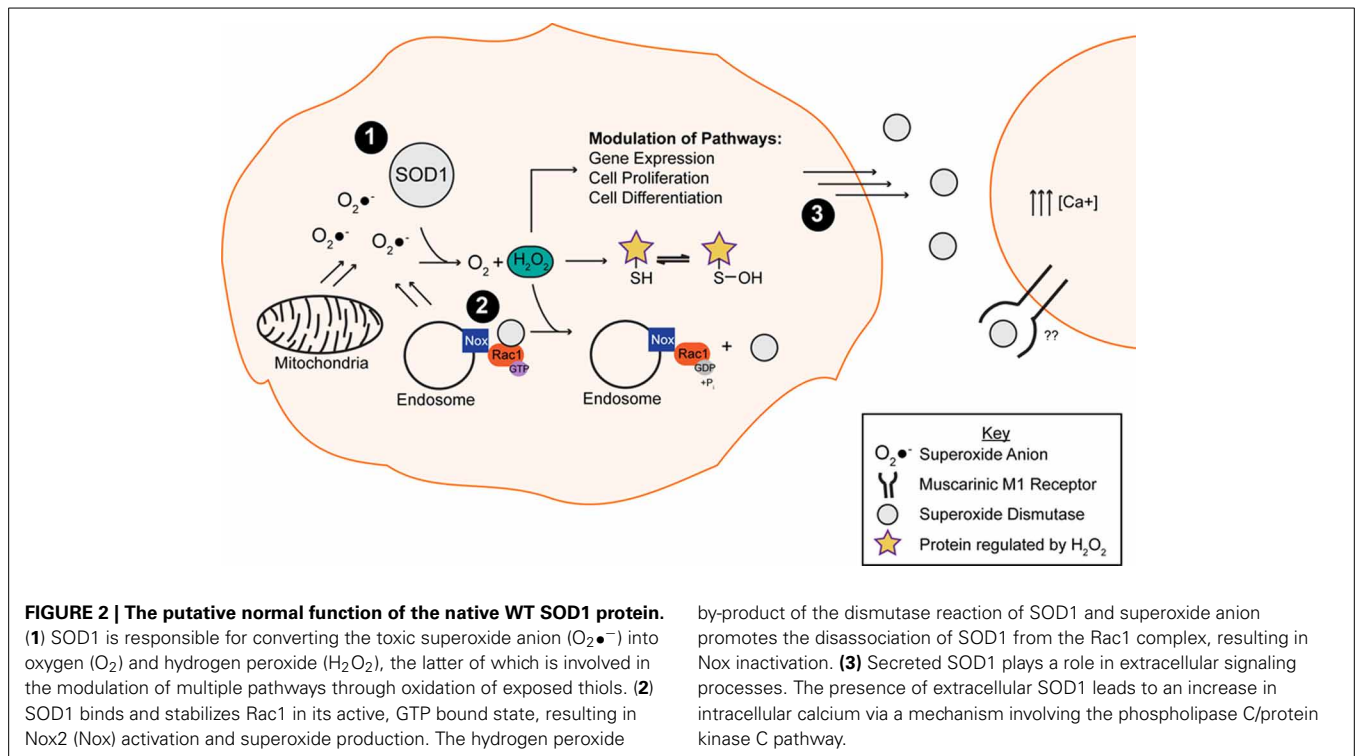 1
SOD1
O₂●⁻
O₂●⁻
O₂●⁻
Modulation of Pathways:
Gene Expression
Cell Proliferation
Cell Differentiation
3
↑↑↑ [Ca+]
O₂ + H₂O₂
SH
S—OH
2
Mitochondria
Nox
Rac1
GTP
Endosome
Nox
Rac1
GDP
+Pᵢ
+
Endosome
??
Key
O₂●⁻ Superoxide Anion
Muscarinic M1 Receptor
Superoxide Dismutase
Protein regulated by H₂O₂
FIGURE 2 | The putative normal function of the native WT SOD1 protein.
(1) SOD1 is responsible for converting the toxic superoxide anion (O₂●⁻) into
oxygen (O₂) and hydrogen peroxide (H₂O₂), the latter of which is involved in
the modulation of multiple pathways through oxidation of exposed thiols. (2)
SOD1 binds and stabilizes Rac1 in its active, GTP bound state, resulting in
Nox2 (Nox) activation and superoxide production. The hydrogen peroxide
by-product of the dismutase reaction of SOD1 and superoxide anion
promotes the disassociation of SOD1 from the Rac1 complex, resulting in
Nox inactivation. (3) Secreted SOD1 plays a role in extracellular signaling
processes. The presence of extracellular SOD1 leads to an increase in
intracellular calcium via a mechanism involving the phospholipase C/protein
kinase C pathway.